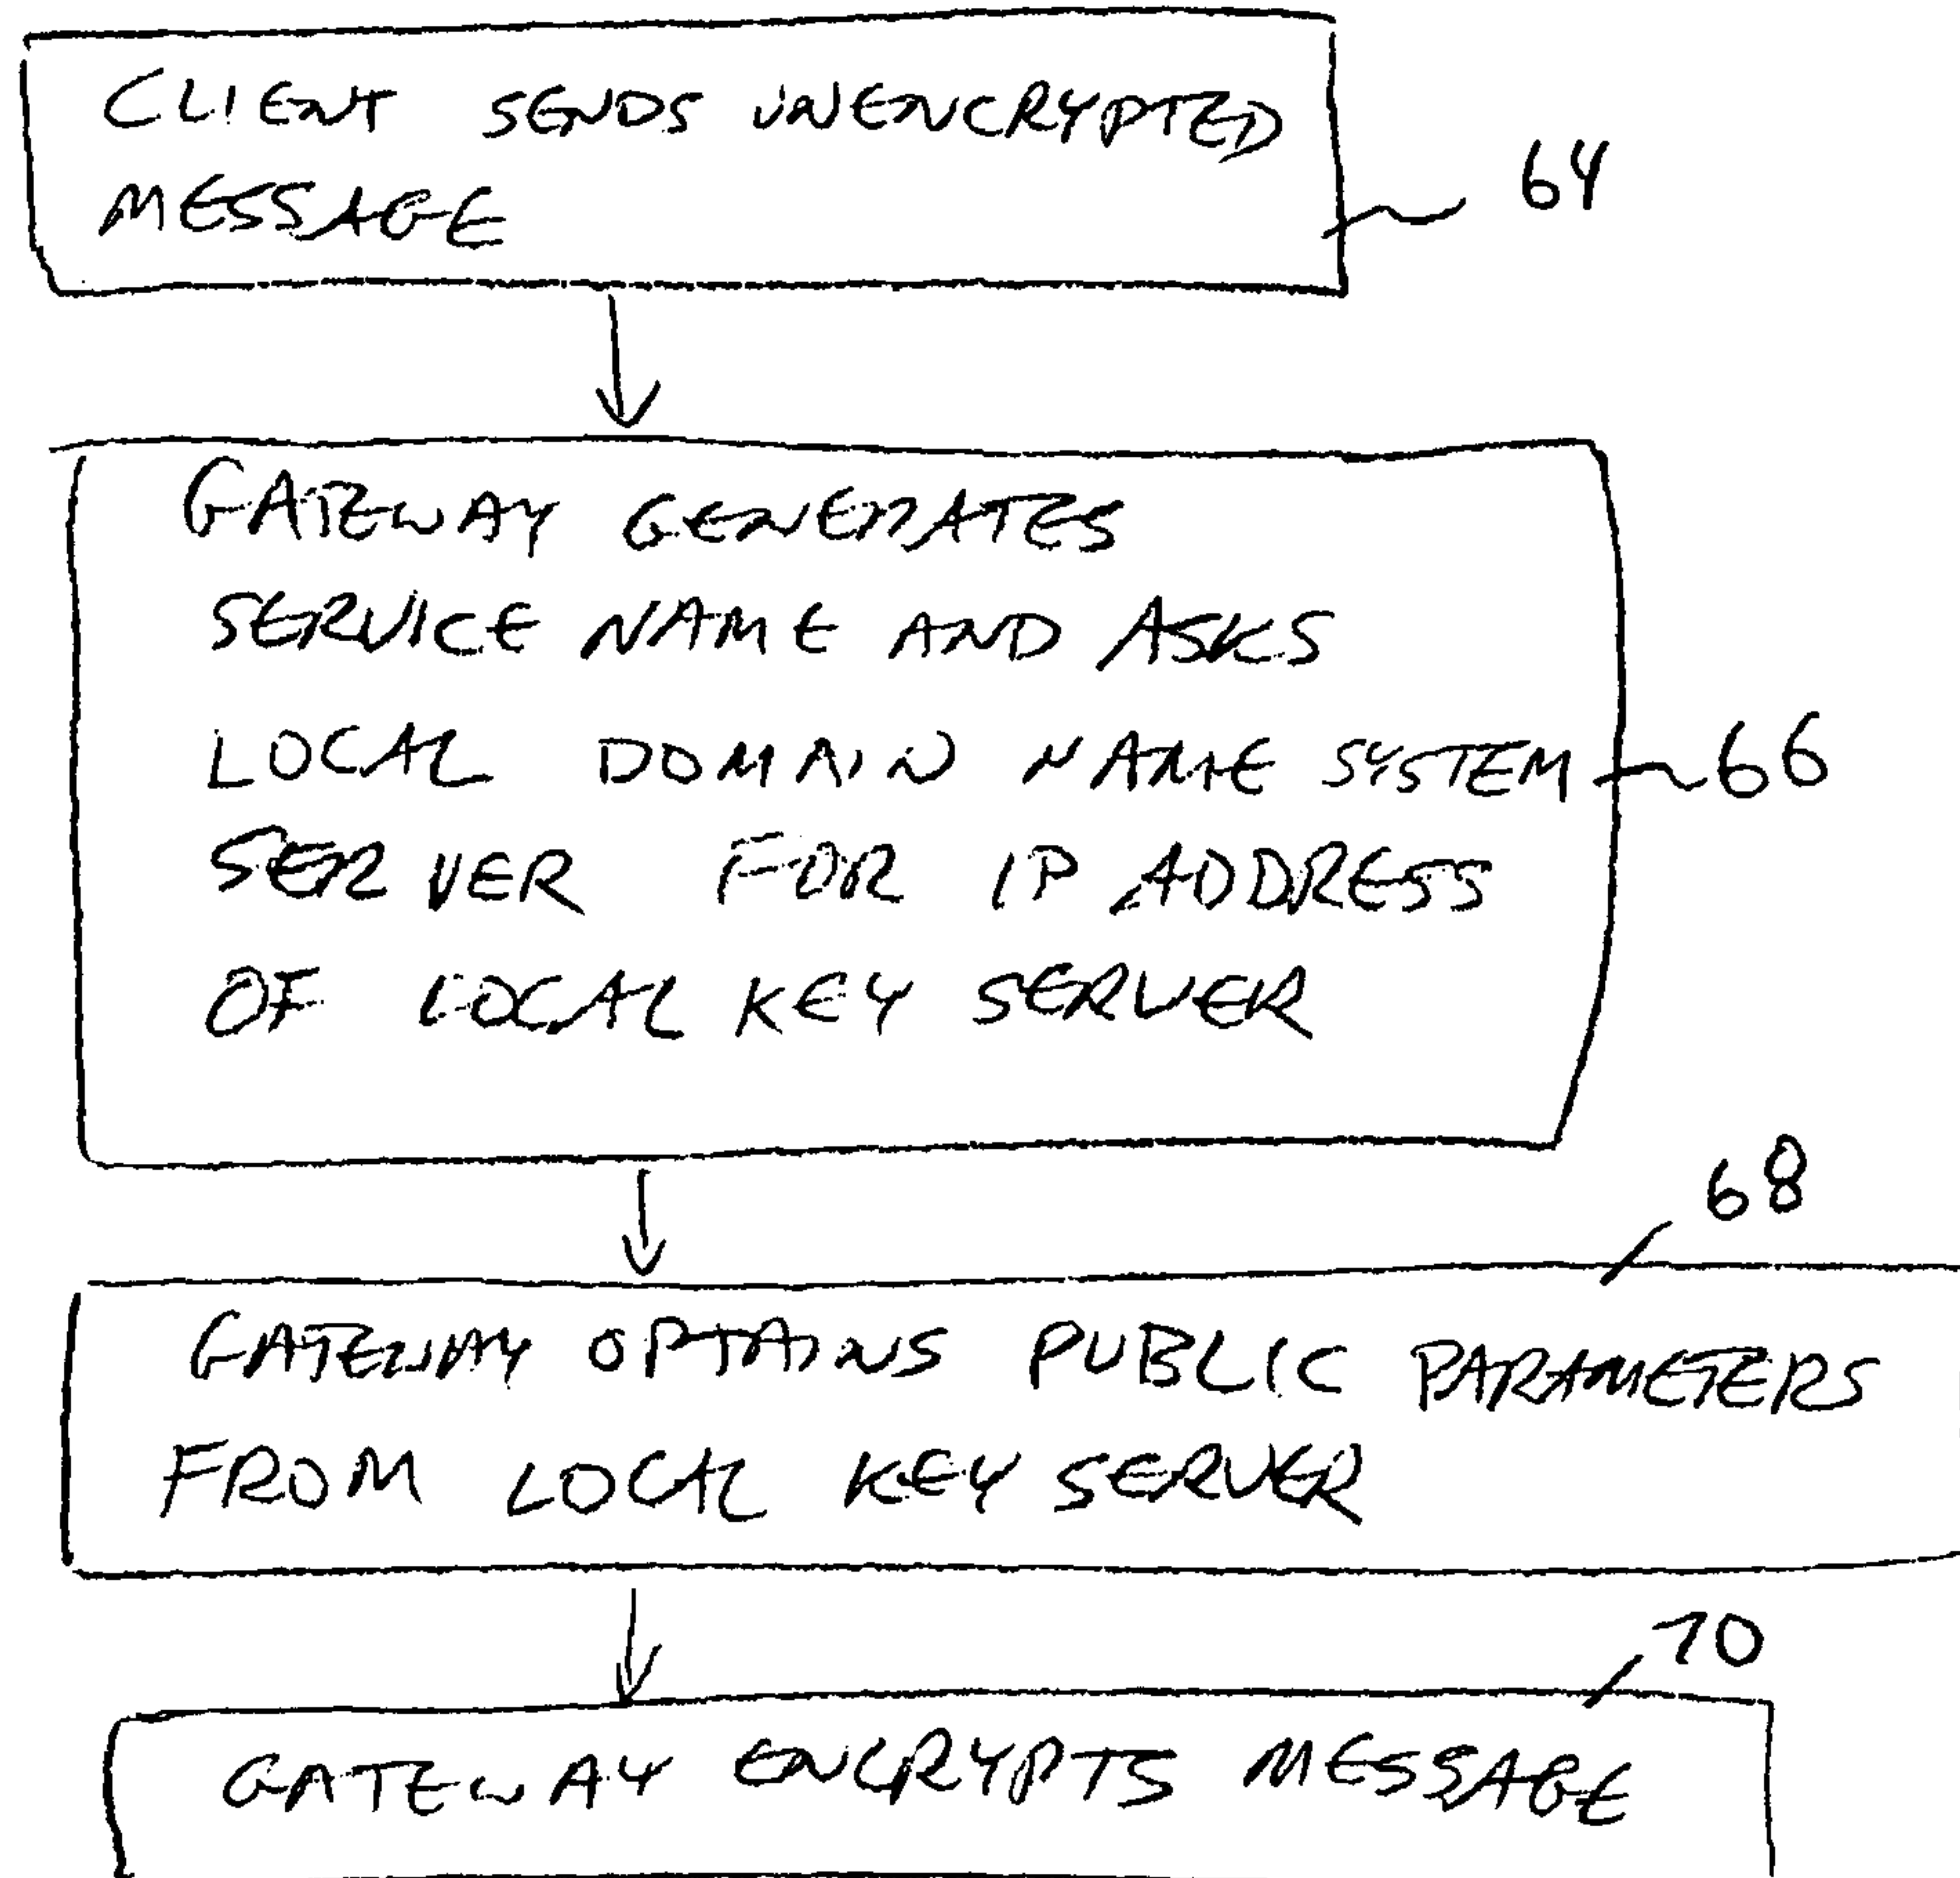 CLIENT SENDS UNENCRYPTED
MESSAGE
64
GATEWAY GENERATES
SERVICE NAME AND ASKS
LOCAL DOMAIN NAME SYSTEM
66
SERVER FOR IP ADDRESS
OF LOCAL KEY SERVER
68
GATEWAY OPTAINS PUBLIC PARAMETERS
FROM LOCAL KEY SERVER
70
GATEWAY ENCRYPTS MESSAGE